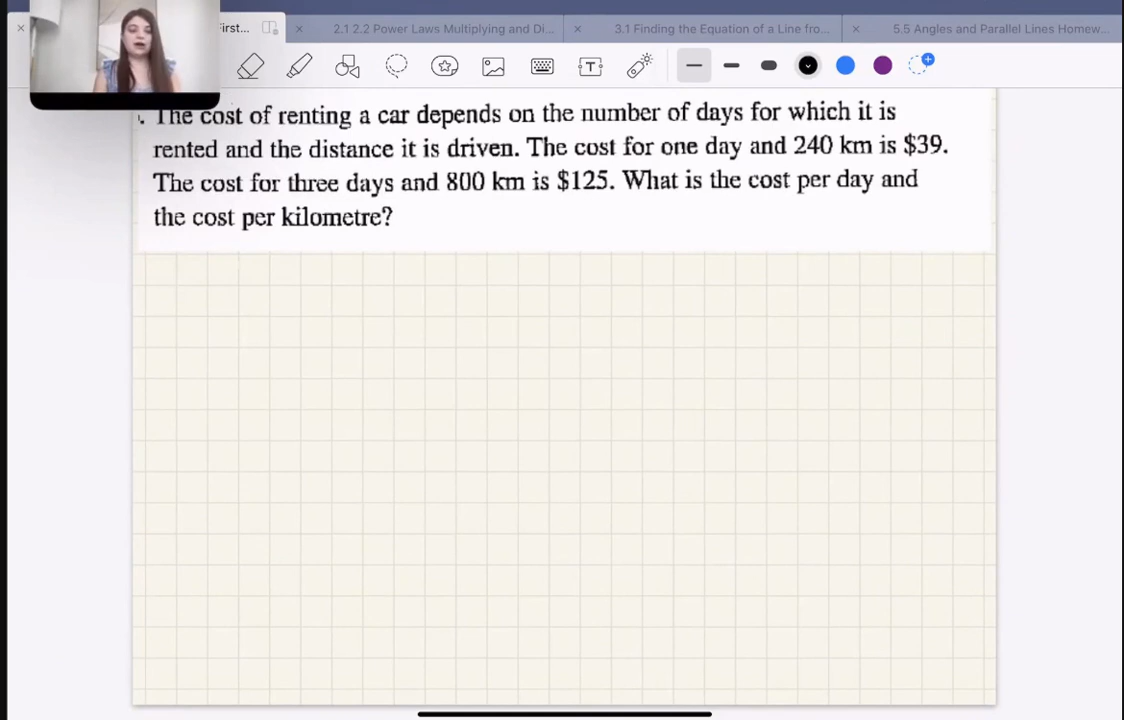 irst...
2.1 2.2 Power Laws Multiplying and Di...
3.1 Finding the Equation of a Line fro...
5.5 Angles and Parallel Lines Homew...
T
. The cost of renting a car depends on the number of days for which it is
rented and the distance it is driven. The cost for one day and 240 km is $39.
The cost for three days and 800 km is $125. What is the cost per day and
the cost per kilometre?